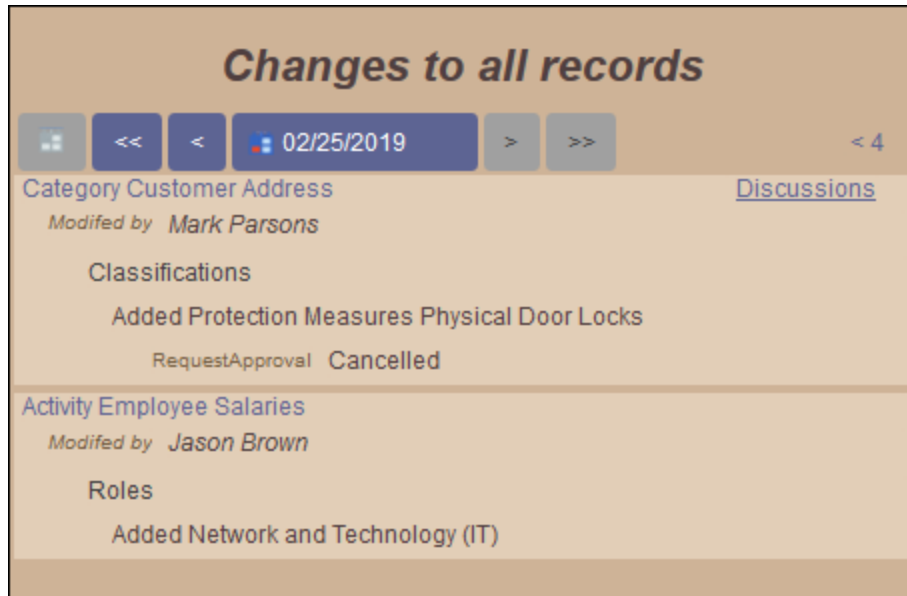 Changes to all records
<< < 02/25/2019 > >> < 4
Category Customer Address Discussions
Modifed by Mark Parsons
Classifications
Added Protection Measures Physical Door Locks
RequestApproval Cancelled
Activity Employee Salaries
Modifed by Jason Brown
Roles
Added Network and Technology (IT)